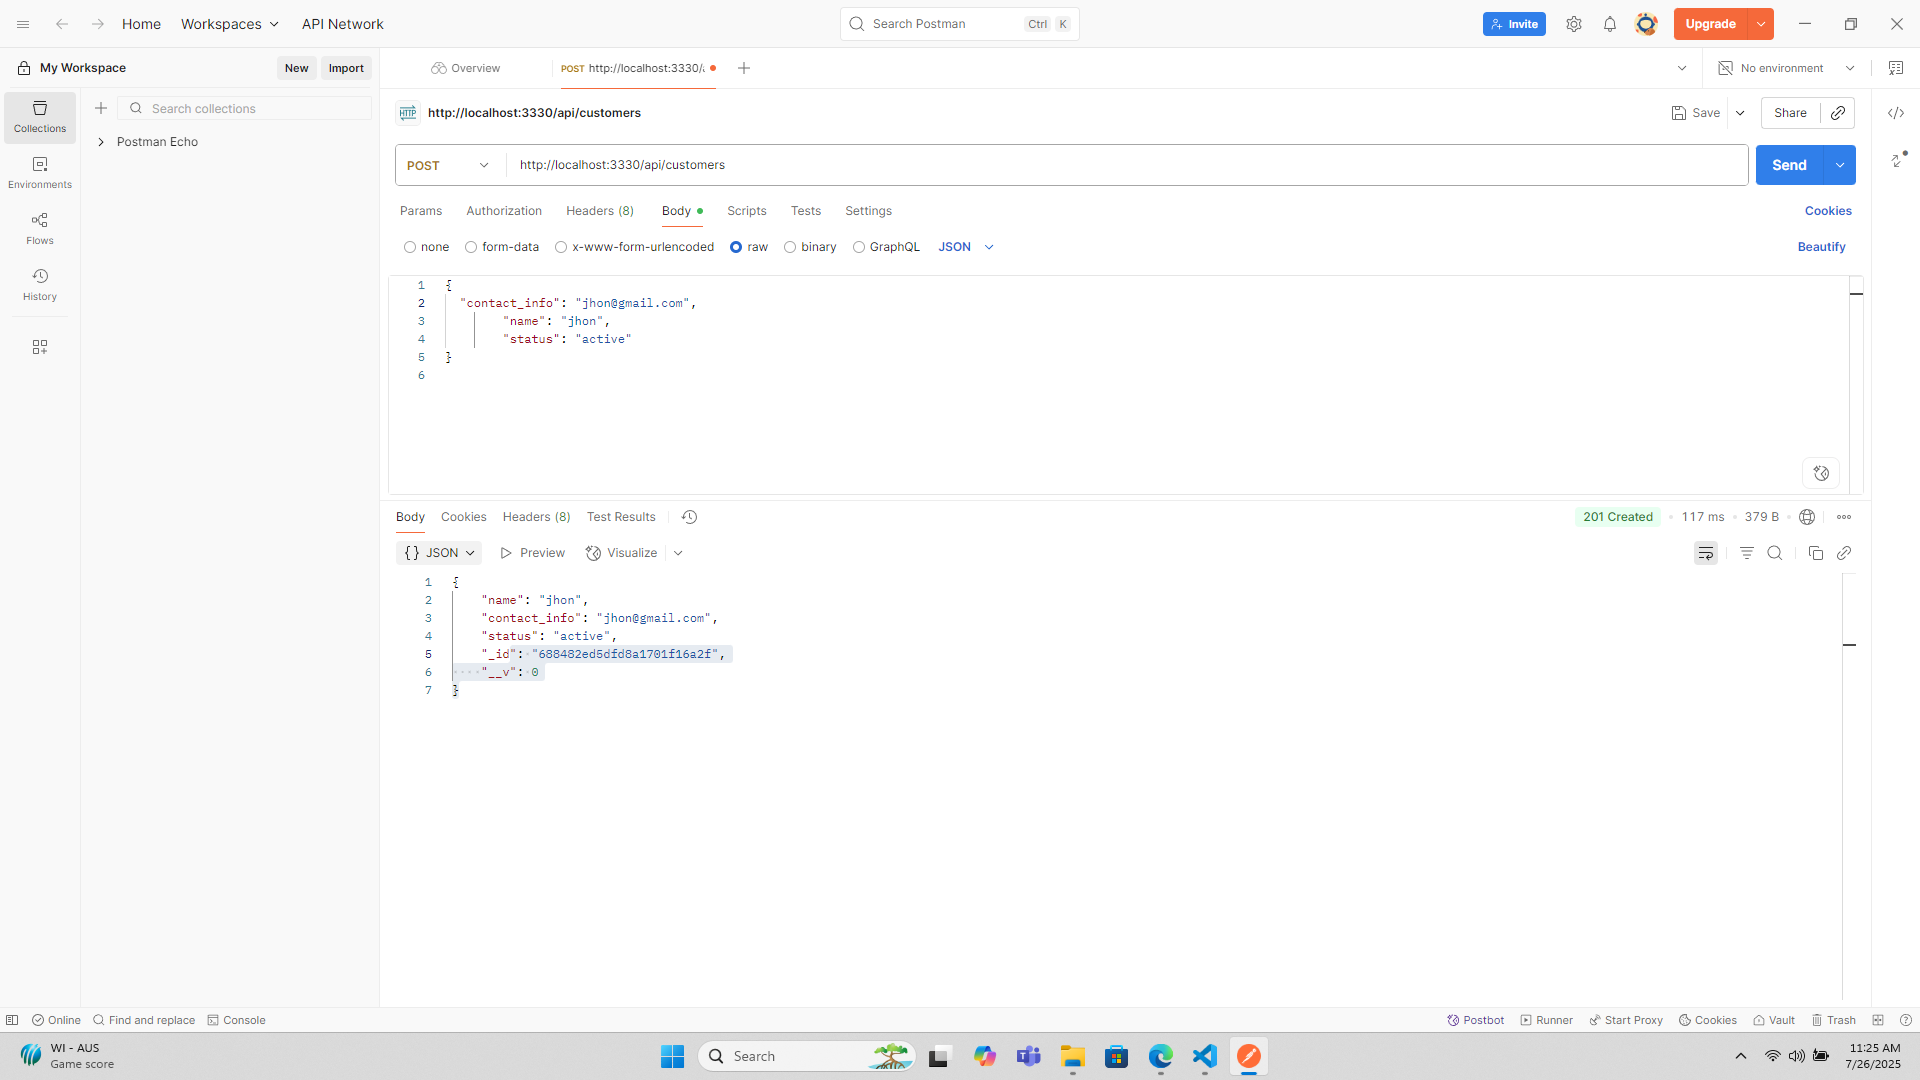 Home
Workspaces
API Network
Search Postman
Ctrl K
Invite
Upgrade
My Workspace
New
Import
Overview
POST http://localhost:3330/
No environment
Collections
Search collections
http://localhost:3330/api/customers
Save
Share
Postman Echo
POST
http://localhost:3330/api/customers
Send
Environments
Flows
History
Params
Authorization
Headers (8)
Body
Scripts
Tests
Settings
Cookies
none
form-data
x-www-form-urlencoded
raw
binary
GraphQL
JSON
Beautify
1 {
2 "contact_info": "jhon@gmail.com",
3 "name": "jhon",
4 "status": "active"
5 }
6
Body
Cookies
Headers (8)
Test Results
201 Created
117 ms
379 B
{} JSON
Preview
Visualize
1 {
2 "name": "jhon",
3 "contact_info": "jhon@gmail.com",
4 "status": "active",
5 "_id": "688482ed5dfd8a1701f16a2f",
6 "__v": 0
7 }
Online
Find and replace
Console
Postbot
Runner
Start Proxy
Cookies
Vault
Trash
WI - AUS
Game score
Search
11:25 AM
7/26/2025